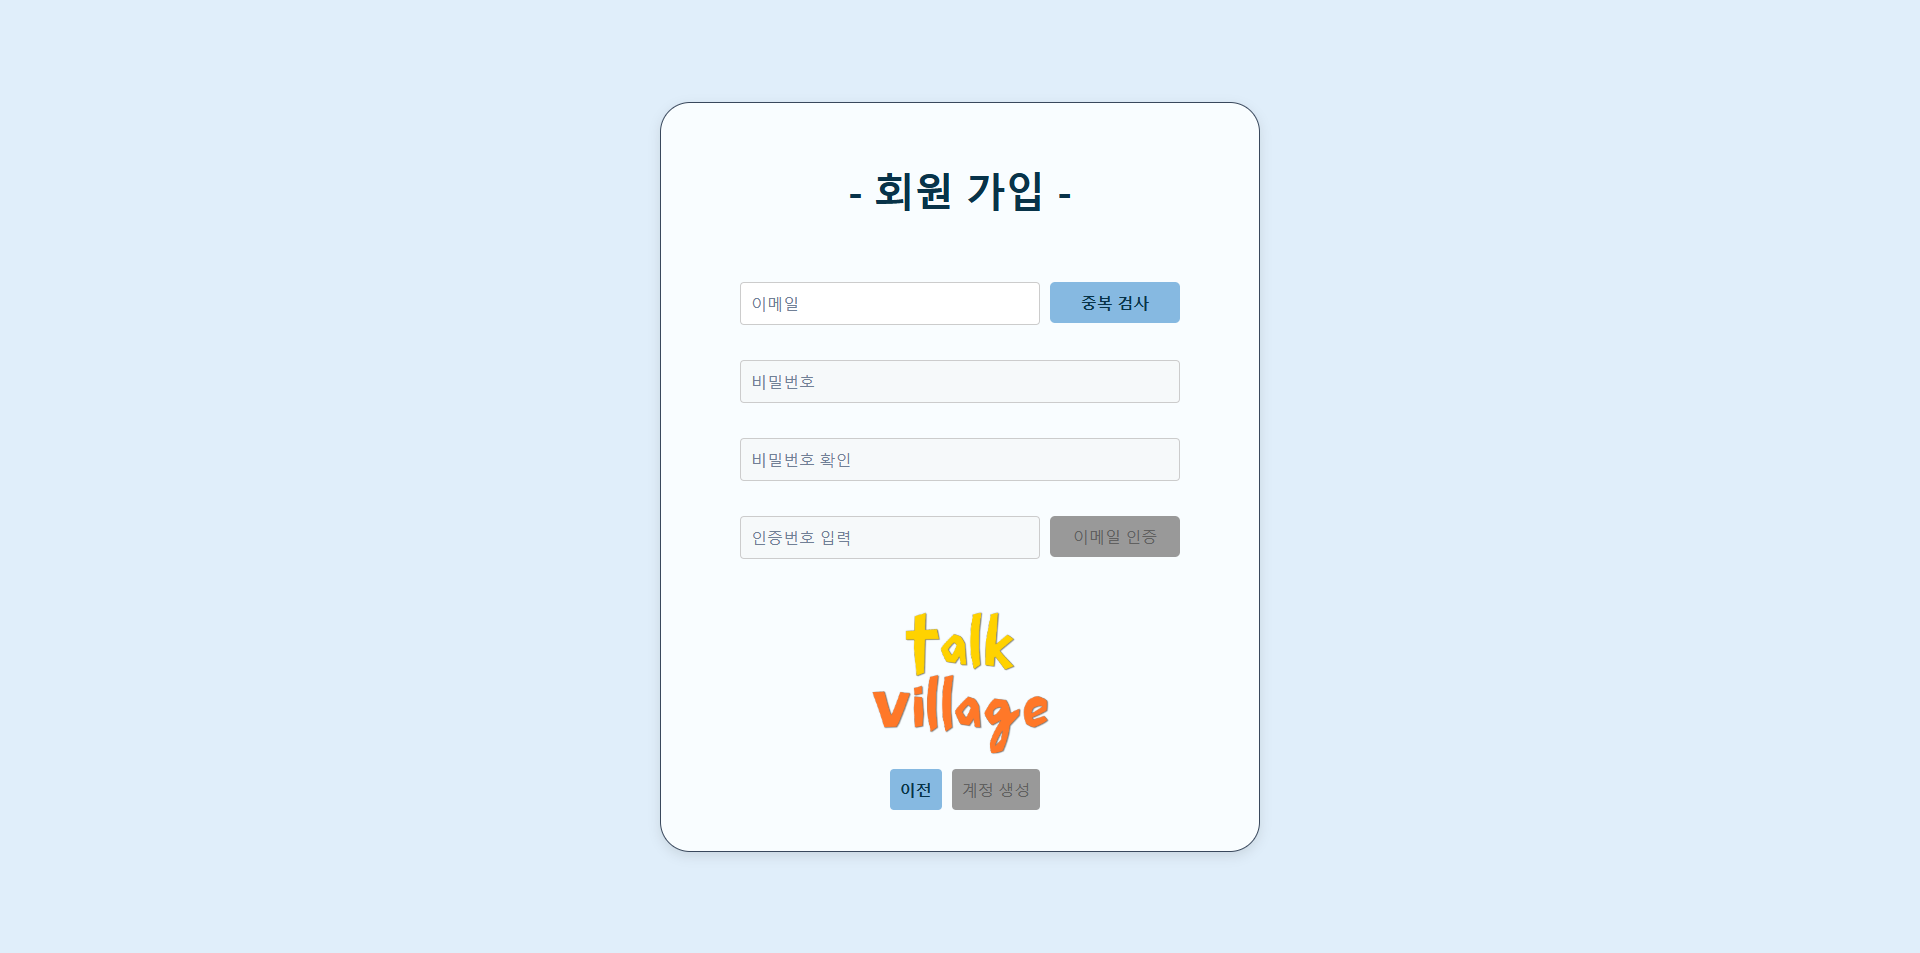 - 회원 가입 -
이메일
중복 검사
비밀번호
비밀번호 확인
인증번호 입력
이메일 인증
talk
village
이전
계정 생성